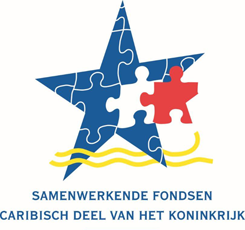 SAMENWERKENDE FONDSEN
CARIBISCH DEEL VAN HET KONINKRIJK